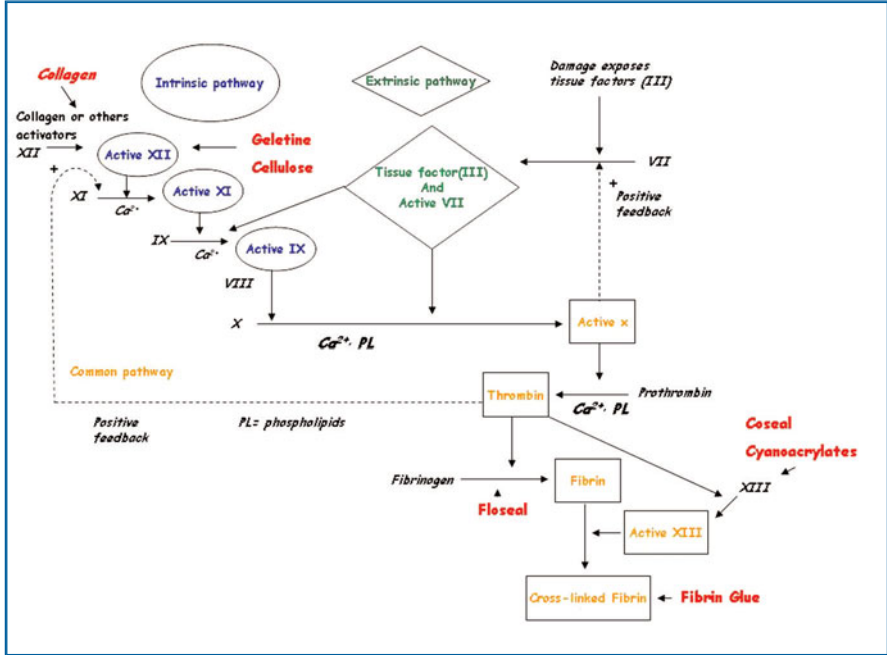 Collagen
Intrinsic pathway
Extrinsic pathway
Damage exposes
tissue factors (III)
Collagen or others
activators
XII
Active XII
Geletine
Cellulose
Tissue factor(III)
And
Active VII
VII
+
XI
Ca²⁺
Active XI
+
Positive
feedback
IX
Ca²⁺
Active IX
VIII
X
Ca²⁺, PL
Active x
Common pathway
Thrombin
Prothrombin
Ca²⁺, PL
Positive
feedback
PL= phospholipids
Coseal
Cyanoacrylates
Fibrinogen
Fibrin
XIII
Floseal
Active XIII
Cross-linked Fibrin
Fibrin Glue